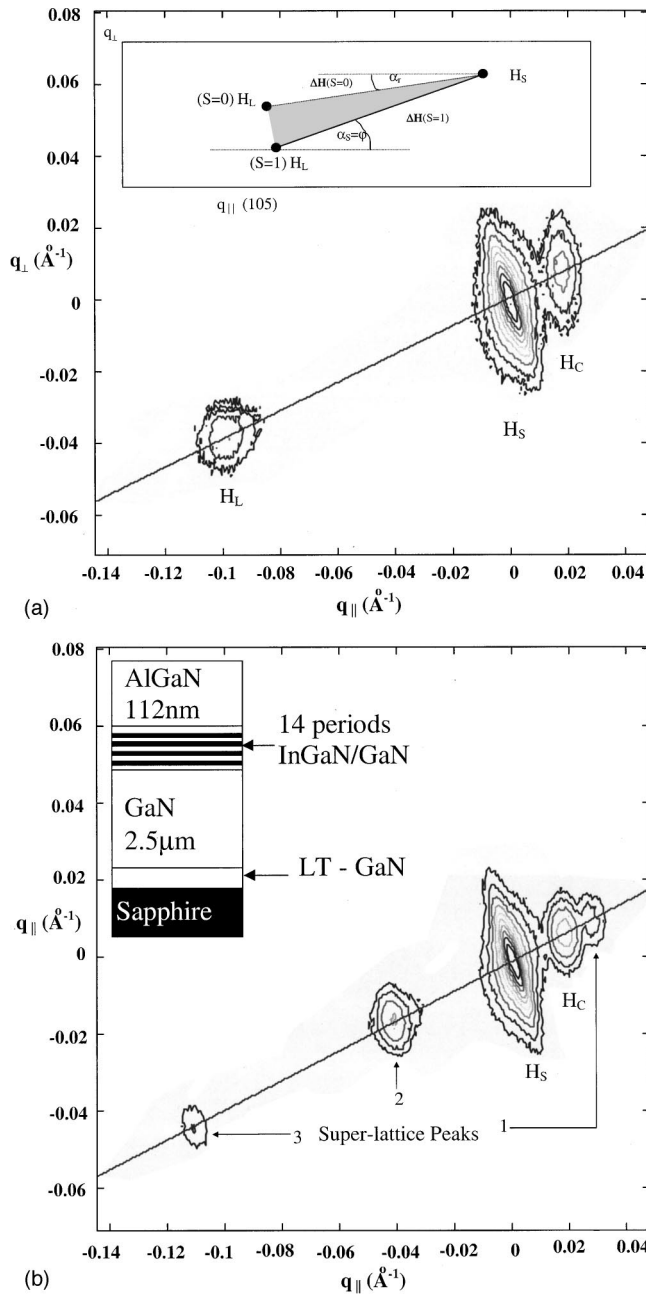 0.08
q⊥
ΔH(S=0)
αr
HS
(S=0) HL
ΔH(S=1)
αS=φ
(S=1) HL
q|| (105)
0.06
0.04
0.02
q⊥ (Å-1)
0
-0.02
-0.04
-0.06
HC
HS
HL
-0.14 -0.12 -0.1 -0.08 -0.06 -0.04 -0.02 0 0.02 0.04
(a)
q|| (Å-1)
0.08
AlGaN
112nm
14 periods
InGaN/GaN
GaN
2.5μm
LT - GaN
Sapphire
0.06
0.04
0.02
q|| (Å-1)
0
-0.02
-0.04
-0.06
HC
HS
2
1
3 Super-lattice Peaks
-0.14 -0.12 -0.1 -0.08 -0.06 -0.04 -0.02 0 0.02 0.04
(b)
q|| (Å-1)